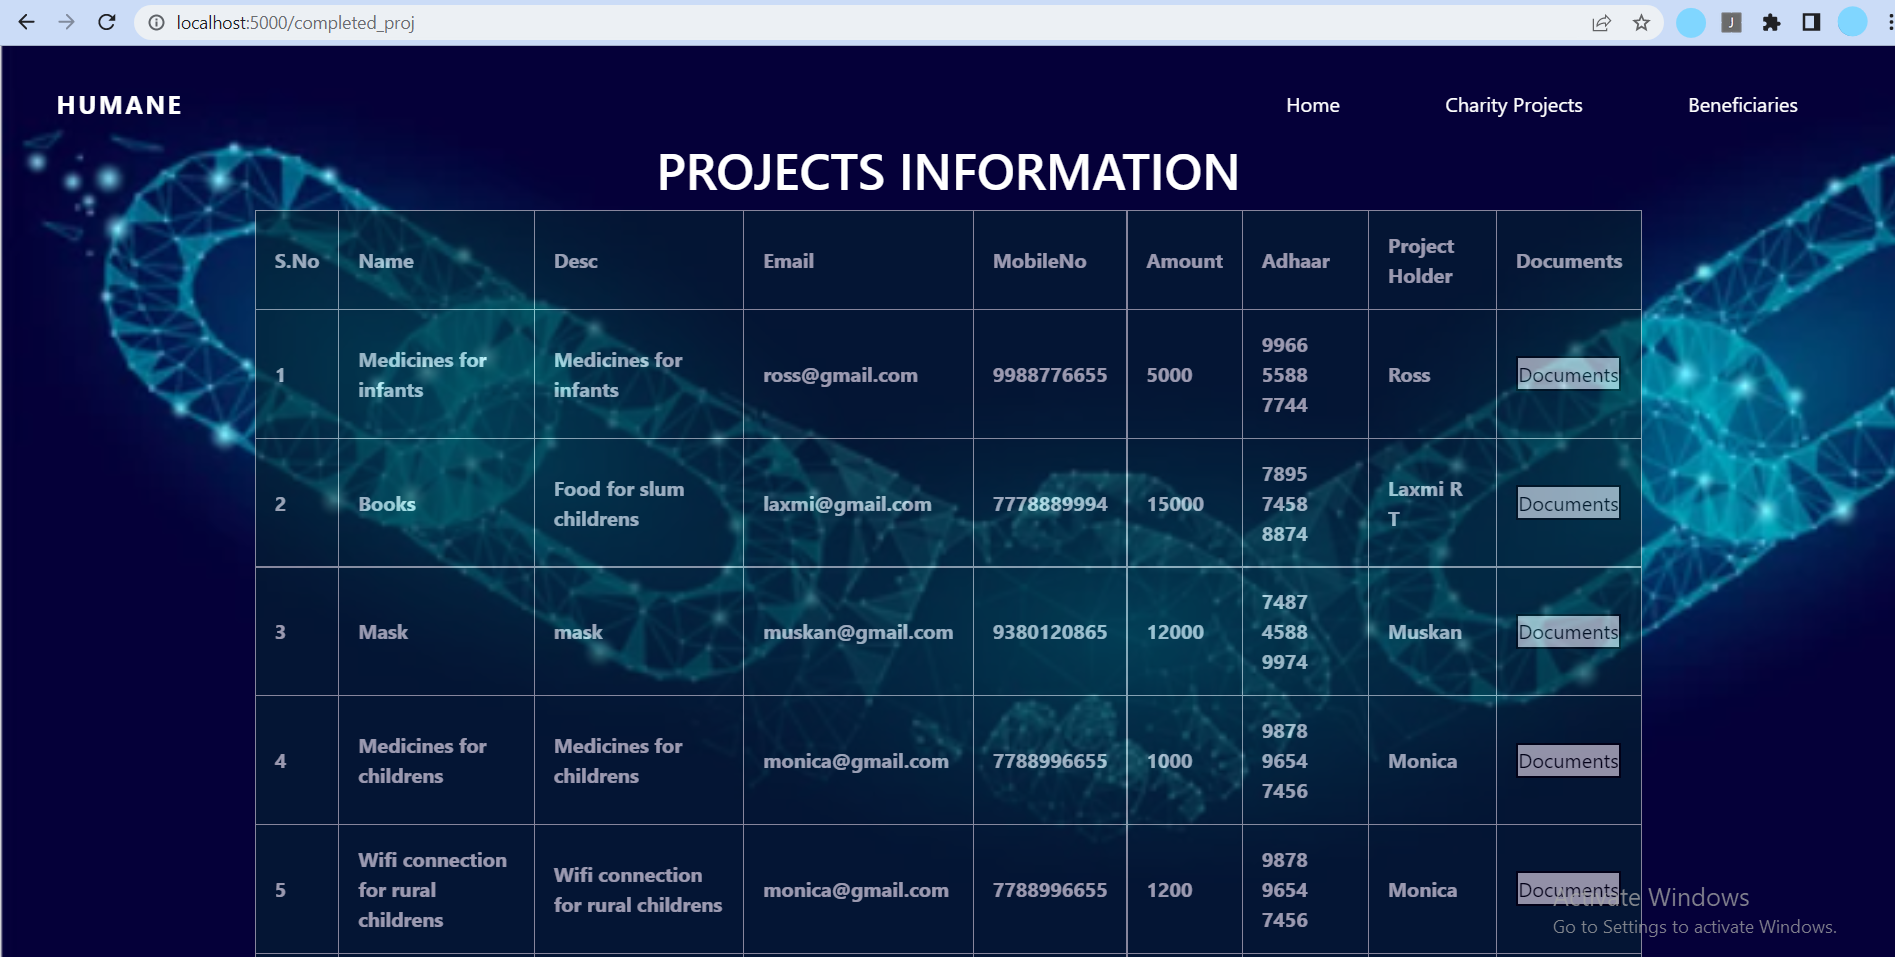 localhost:5000/completed_proj
J
HUMANE
Home
Charity Projects
Beneficiaries
PROJECTS INFORMATION
S.No
Name
Desc
Email
MobileNo
Amount
Adhaar
Project
Holder
Documents
1
Medicines for
infants
Medicines for
infants
ross@gmail.com
9988776655
5000
9966
5588
7744
Ross
Documents
2
Books
Food for slum
childrens
laxmi@gmail.com
7778889994
15000
7895
7458
8874
Laxmi R
T
Documents
3
Mask
mask
muskan@gmail.com
9380120865
12000
7487
4588
9974
Muskan
Documents
4
Medicines for
childrens
Medicines for
childrens
monica@gmail.com
7788996655
1000
9878
9654
7456
Monica
Documents
5
Wifi connection
for rural
childrens
Wifi connection
for rural childrens
monica@gmail.com
7788996655
1200
9878
9654
7456
Monica
Documents
Activate Windows
Go to Settings to activate Windows.